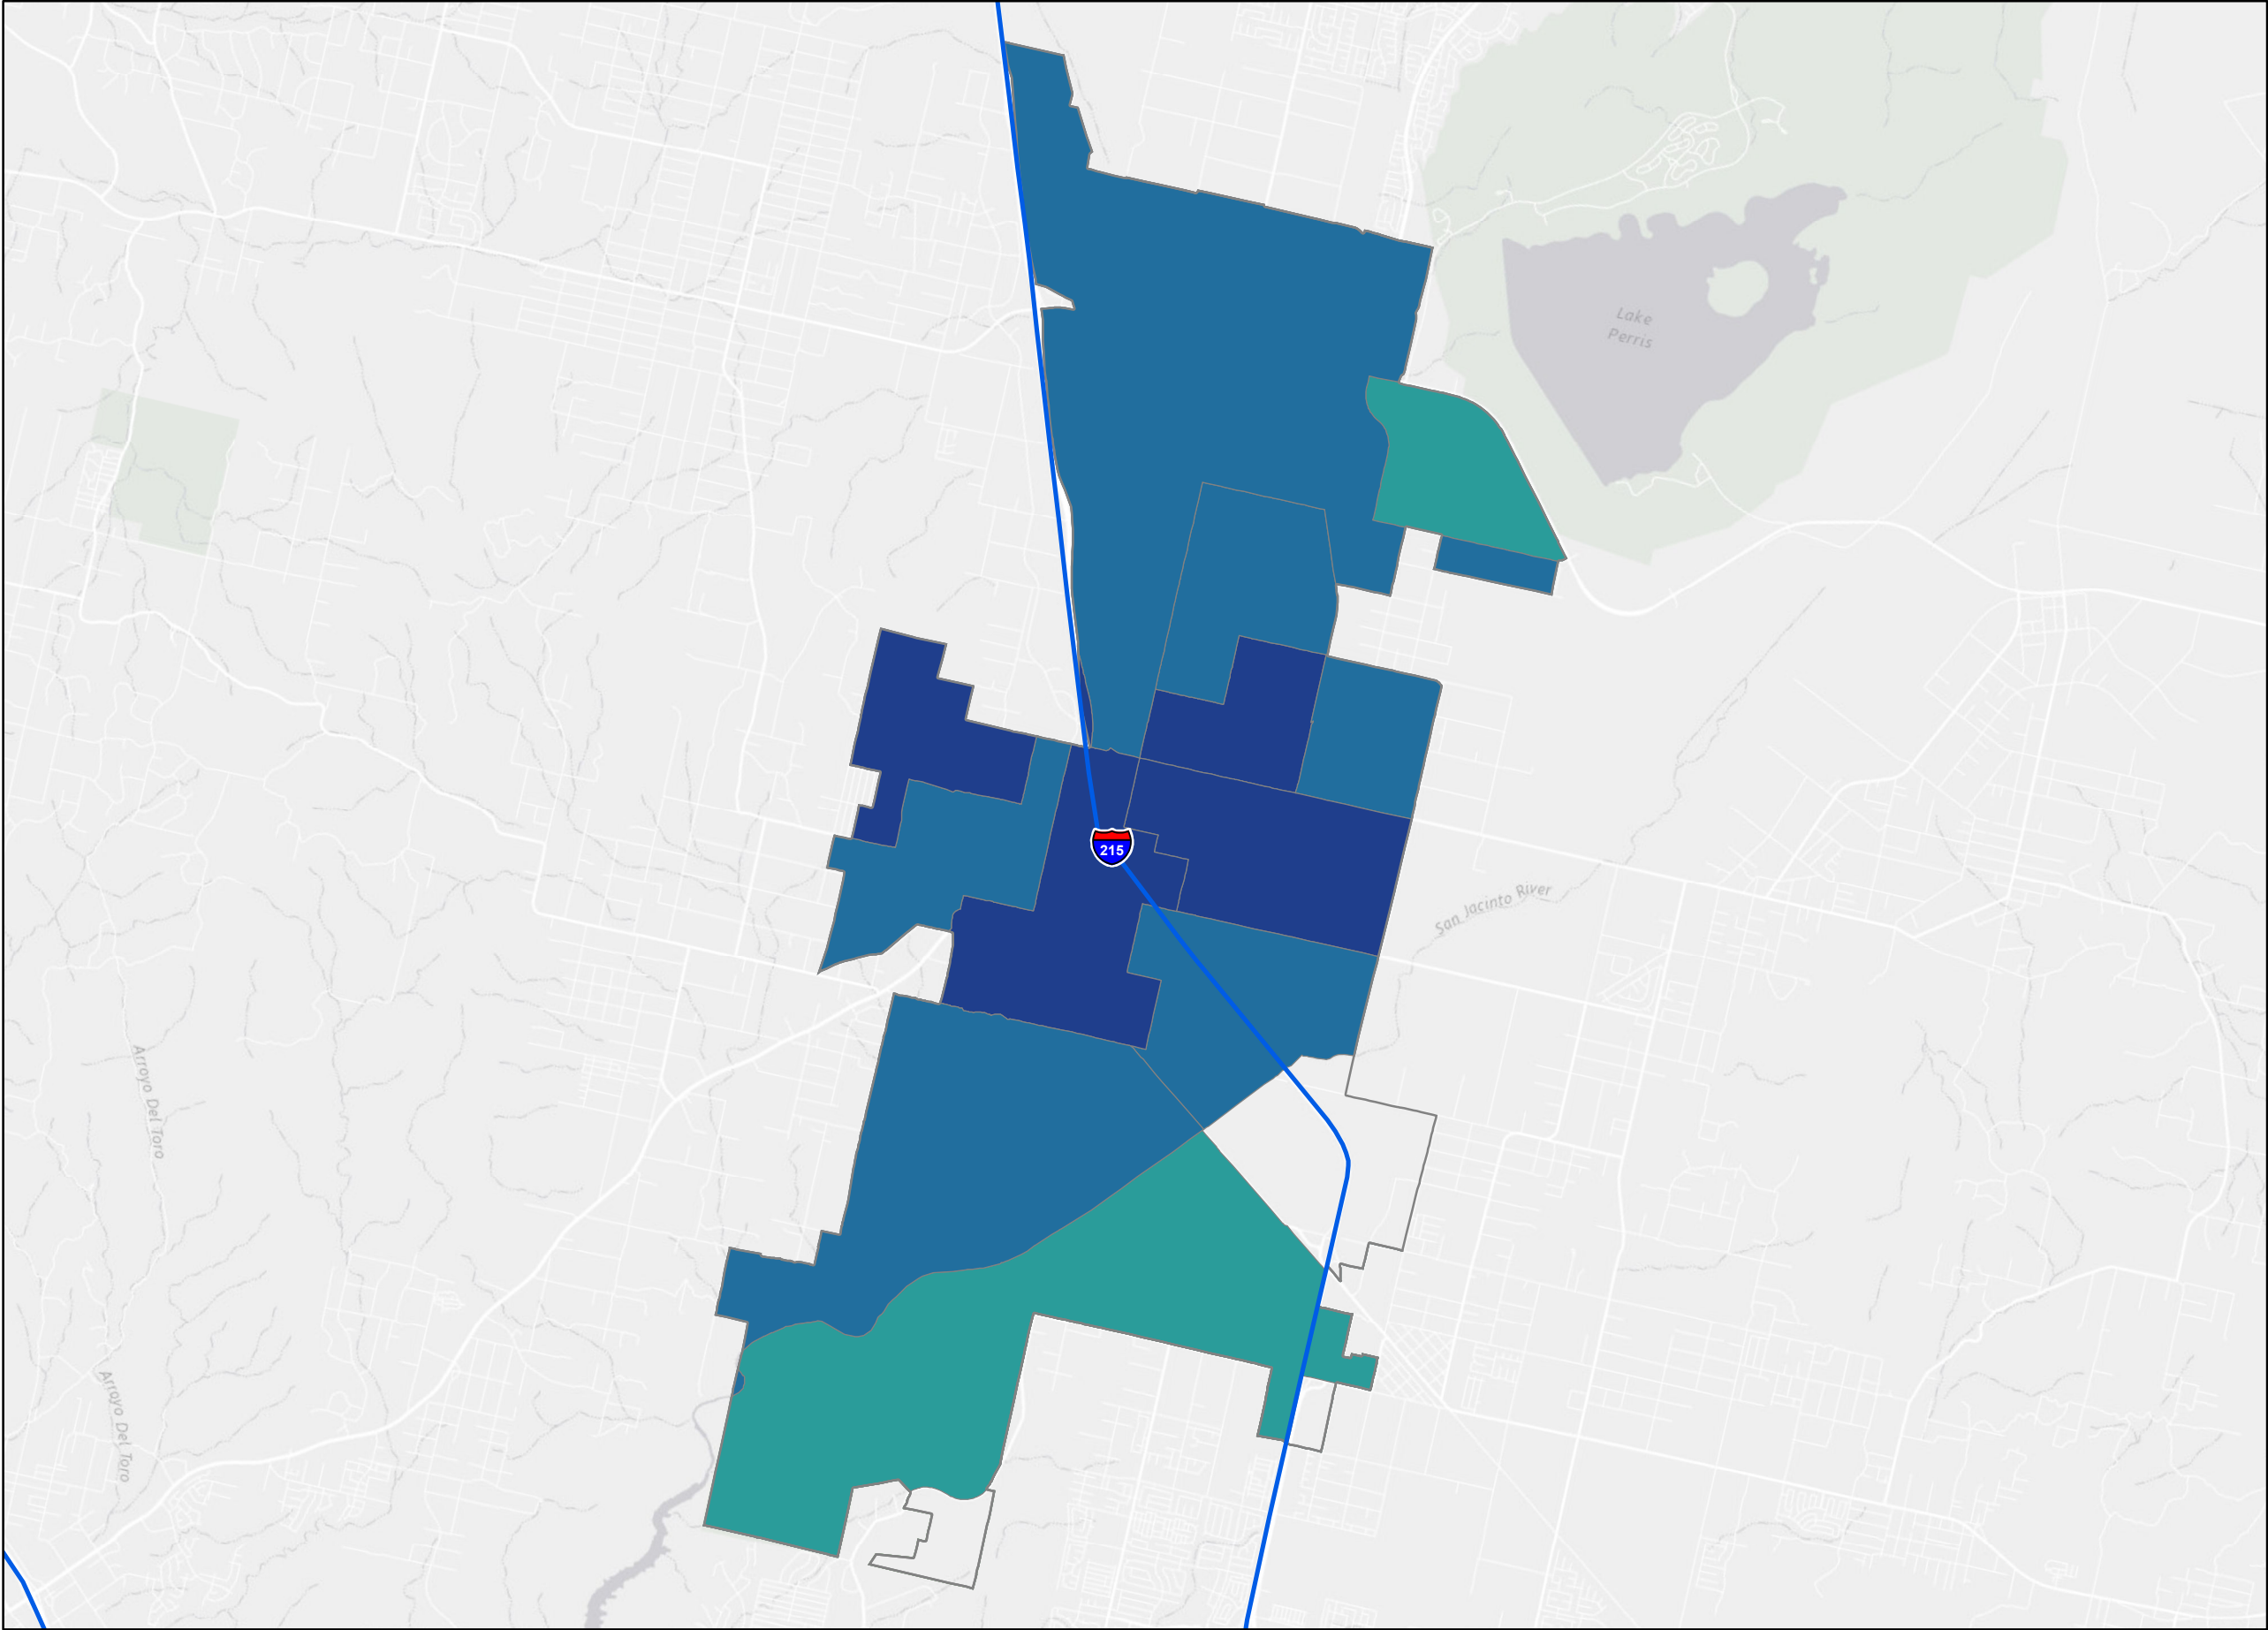 Lake
Perris
215
San Jacinto River
Arroyo Del Toro
Arroyo Del Toro